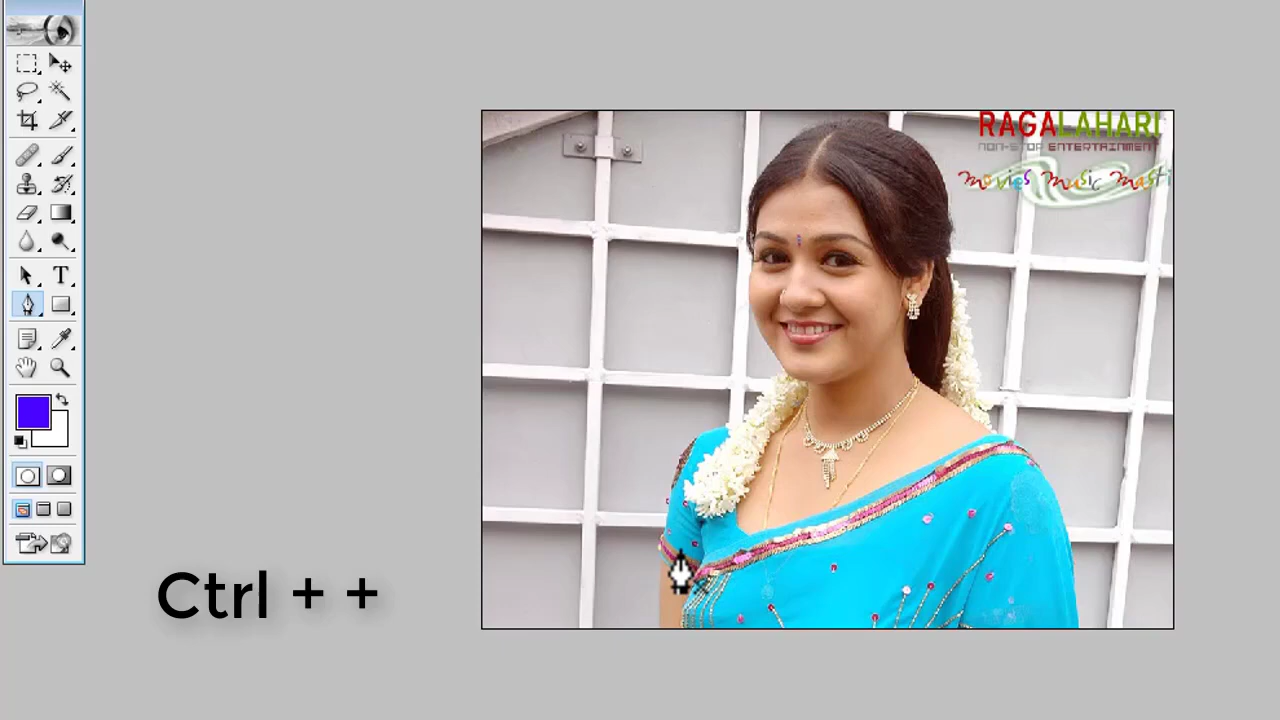 RAGALAHARI
NON-STOP ENTERTAINMENT
Movies Music Masti
T
Ctrl + +